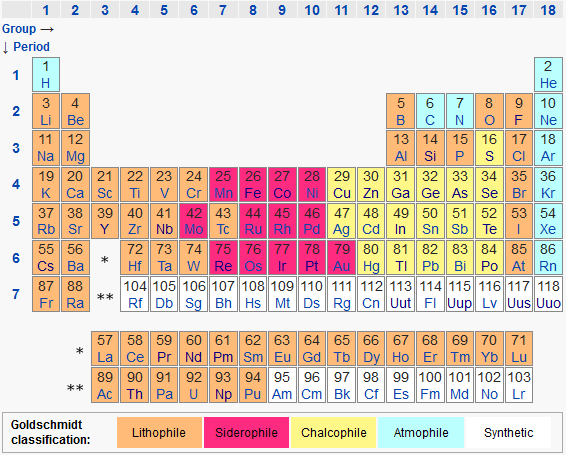 1 2 3 4 5 6 7 8 9 10 11 12 13 14 15 16 17 18
Group →
↓ Period
1 1 2
H He
2 3 4 5 6 7 8 9 10
Li Be B C N O F Ne
3 11 12 13 14 15 16 17 18
Na Mg Al Si P S Cl Ar
4 19 20 21 22 23 24 25 26 27 28 29 30 31 32 33 34 35 36
K Ca Sc Ti V Cr Mn Fe Co Ni Cu Zn Ga Ge As Se Br Kr
5 37 38 39 40 41 42 43 44 45 46 47 48 49 50 51 52 53 54
Rb Sr Y Zr Nb Mo Tc Ru Rh Pd Ag Cd In Sn Sb Te I Xe
6 55 56 * 72 73 74 75 76 77 78 79 80 81 82 83 84 85 86
Cs Ba Hf Ta W Re Os Ir Pt Au Hg Tl Pb Bi Po At Rn
7 87 88 ** 104 105 106 107 108 109 110 111 112 113 114 115 116 117 118
Fr Ra Rf Db Sg Bh Hs Mt Ds Rg Cn Uut Fl Uup Lv Uus Uuo
* 57 58 59 60 61 62 63 64 65 66 67 68 69 70 71
La Ce Pr Nd Pm Sm Eu Gd Tb Dy Ho Er Tm Yb Lu
** 89 90 91 92 93 94 95 96 97 98 99 100 101 102 103
Ac Th Pa U Np Pu Am Cm Bk Cf Es Fm Md No Lr
Goldschmidt
classification: Lithophile Siderophile Chalcophile Atmophile Synthetic